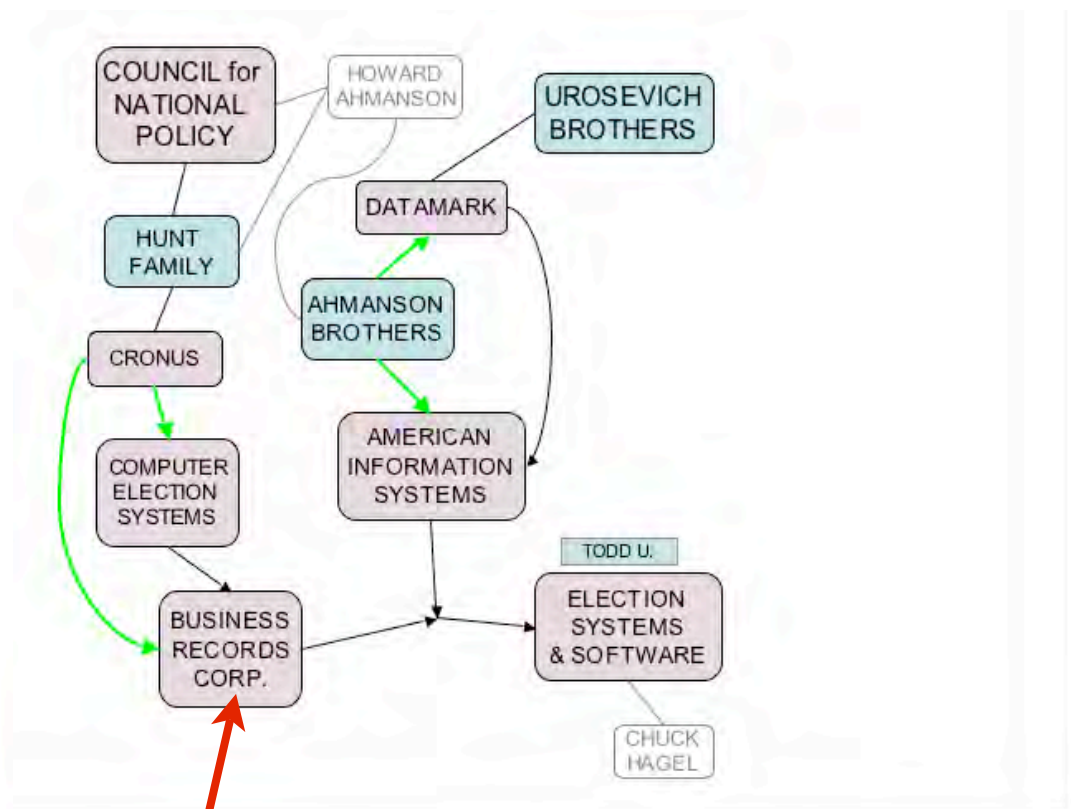 COUNCIL for
NATIONAL
POLICY
HOWARD
AHMANSON
UROSEVICH
BROTHERS
DATAMARK
HUNT
FAMILY
AHMANSON
BROTHERS
CRONUS
AMERICAN
INFORMATION
SYSTEMS
COMPUTER
ELECTION
SYSTEMS
TODD U.
ELECTION
SYSTEMS
& SOFTWARE
BUSINESS
RECORDS
CORP.
CHUCK
HAGEL